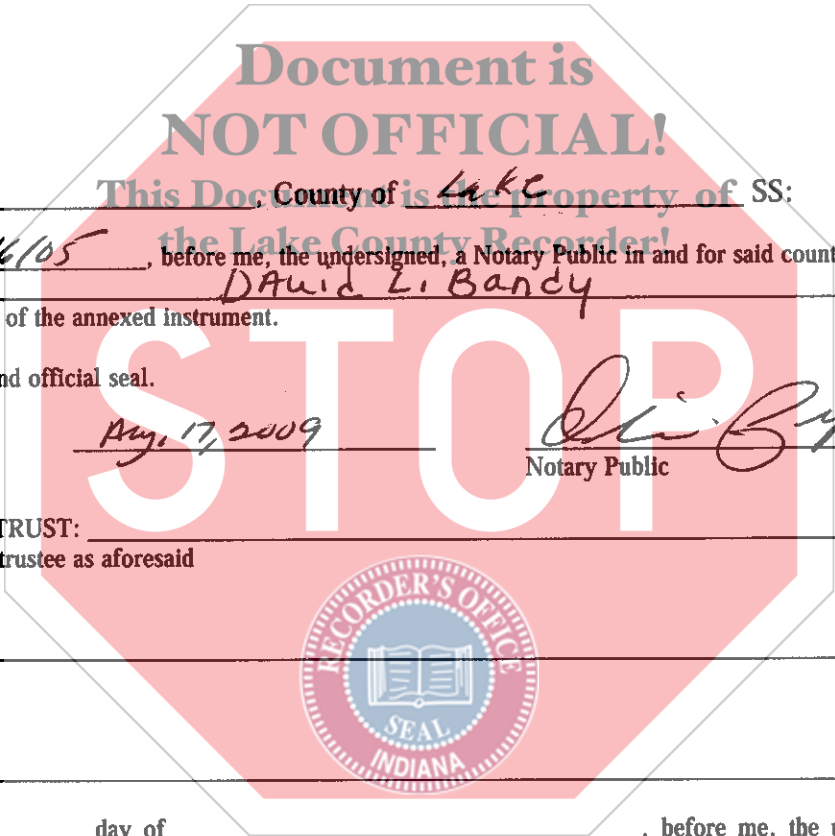 Document is
NOT OFFICIAL!
This Document is the property of
the Lake County Recorder!
, County of Lake SS:
6/05 , before me, the undersigned, a Notary Public in and for said count
David L. Bandy
of the annexed instrument.
nd official seal.
Aug. 17, 2009
Notary Public
STOP
TRUST:
trustee as aforesaid
RECORDER'S OFFICE
SEAL
INDIANA
day of , before me, the